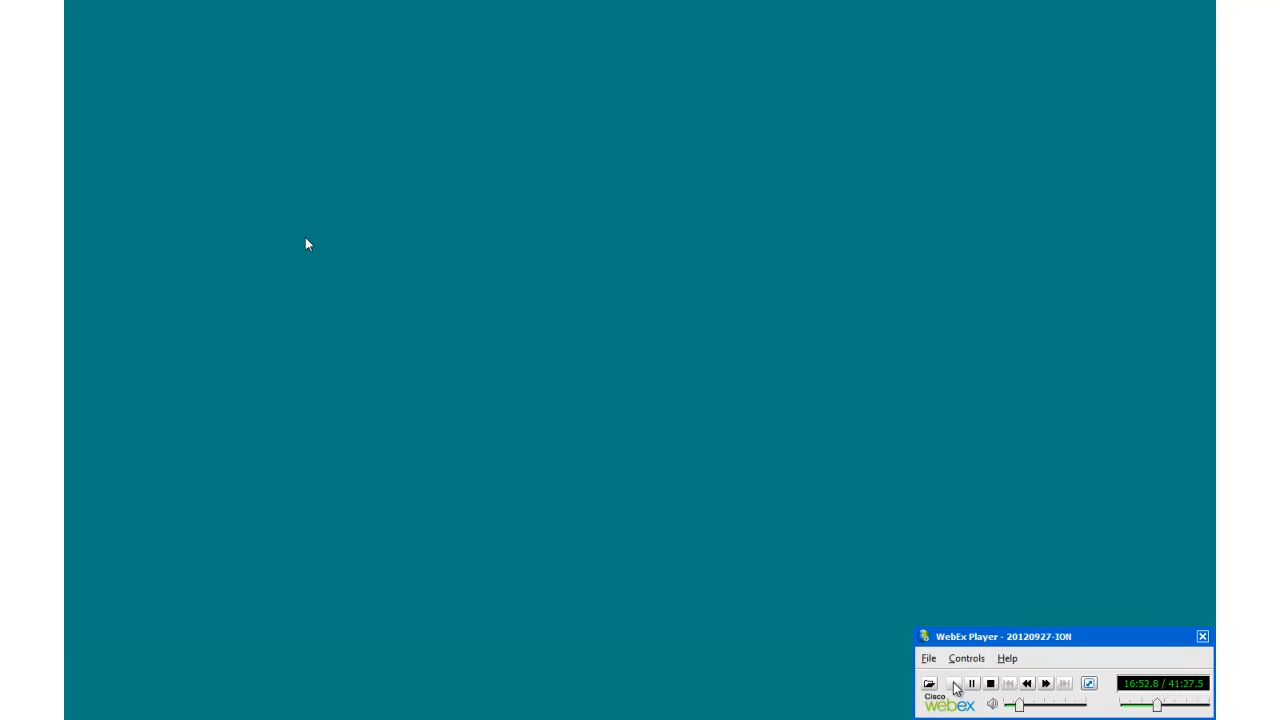 WebEx Player - 20120927-ION
File Controls Help
16:52.8 / 41:27.5
Cisco
webex